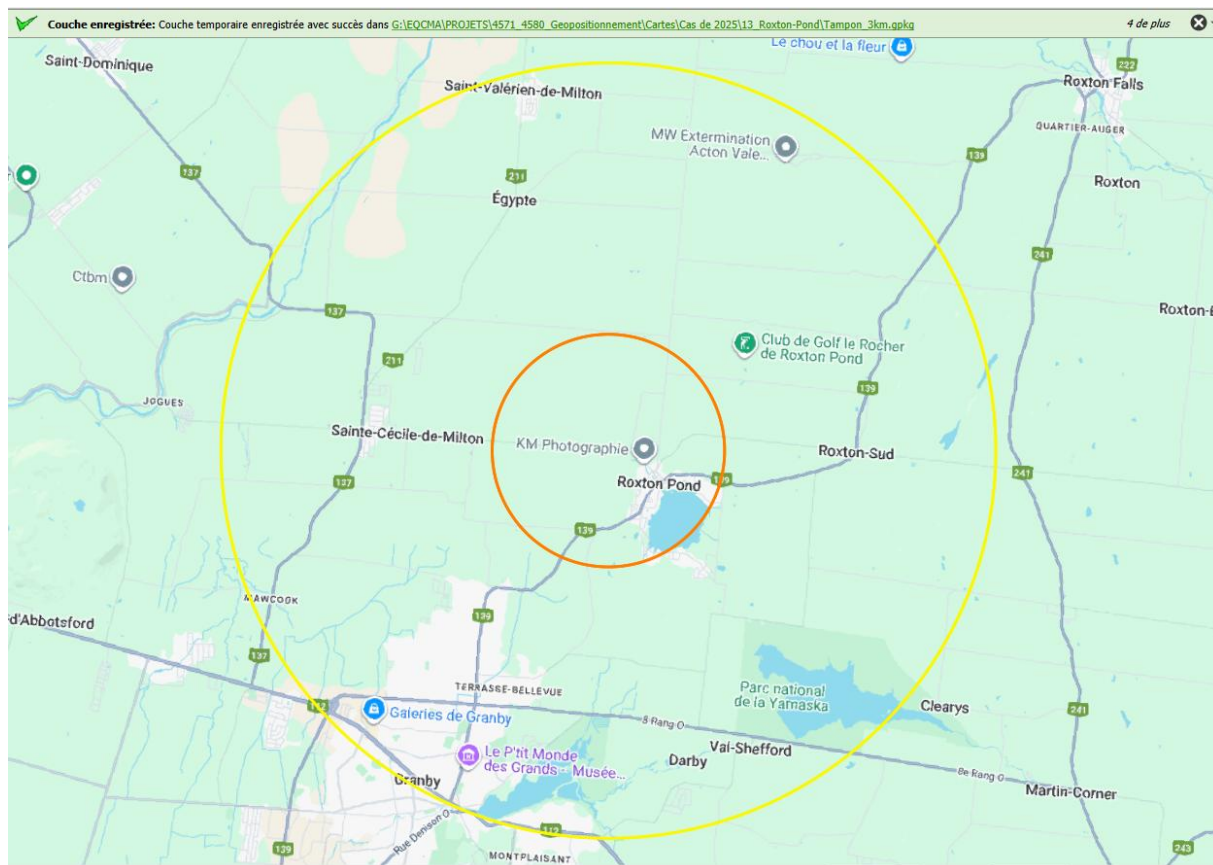 Couche enregistrée: Couche temporaire enregistrée avec succès dans G:\EQCMA\PROJETS\4571_4580_Geopositionnement\Cartes\Cas de 2025\13_Roxton-Pond\Tampon_3km.gpkg
4 de plus
Le chou et la fleur
Saint-Dominique
222
Roxton Falls
Saint-Valérien-de-Milton
QUARTIER-AUGER
MW Extermination
Acton Vale...
139
137
211
Roxton
Égypte
241
Ctbm
137
Roxton-
Club de Golf le Rocher
de Roxton Pond
211
139
JOGUES
Sainte-Cécile-de-Milton
KM Photographie
Roxton-Sud
241
137
Roxton Pond
139
139
MAWCOOK
139
d'Abbotsford
137
TERRASSE-BELLEVUE
Parc national
de la Yamaska
112
Galeries de Granby
Clearys
241
8 Rang O
Val-Shefford
Le P'tit Monde
des Grands - Musée...
Darby
Granby
8e Rang O
Martin-Corner
Rue Denison O
112
139
243
MONTPLAISANT